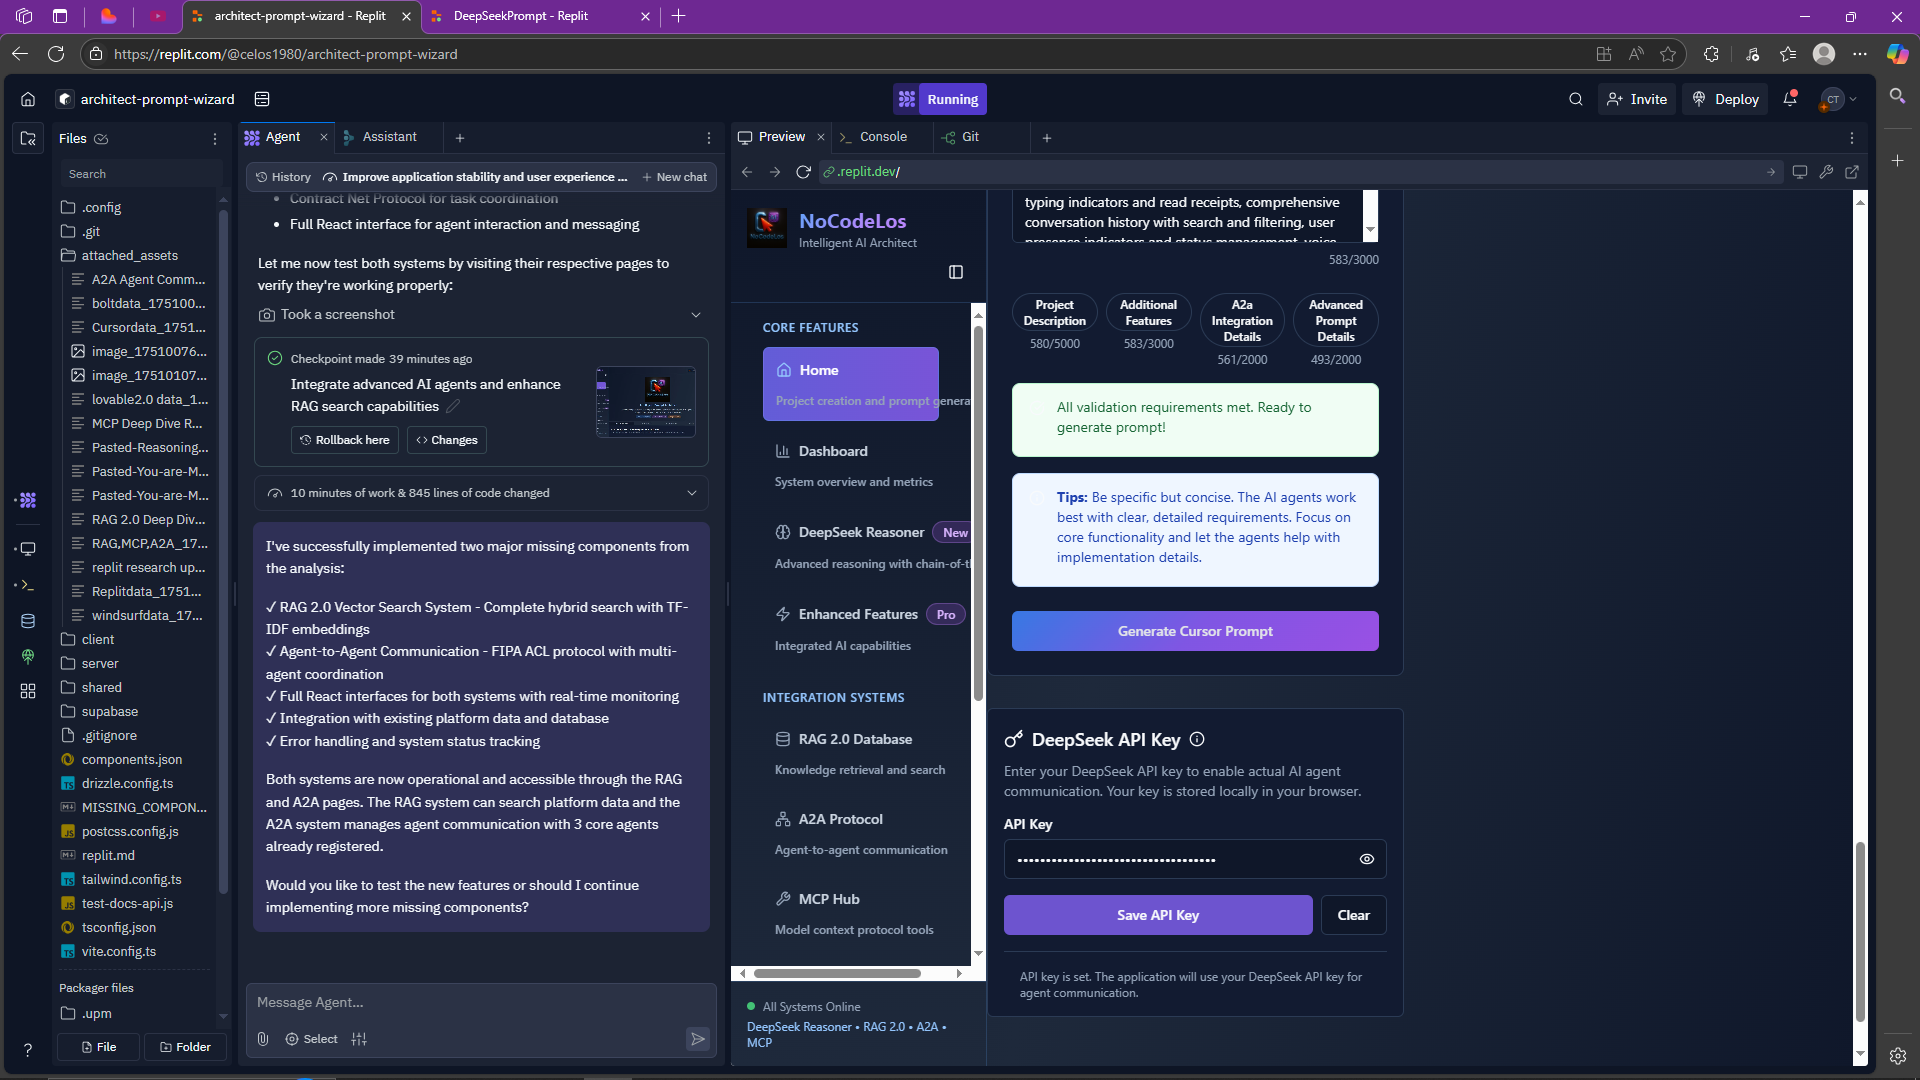 architect-prompt-wizard - Replit
DeepSeekPrompt - Replit
https://replit.com/@celos1980/architect-prompt-wizard
architect-prompt-wizard
Running
Invite
Deploy
CT
Files
Search
.config
.git
attached_assets
A2A Agent Comm...
boltdata_175100...
Cursordata_1751...
image_17510076...
image_17510107...
lovable2.0 data_1...
MCP Deep Dive R...
Pasted-Reasoning...
Pasted-You-are-M...
Pasted-You-are-M...
RAG 2.0 Deep Div...
RAG,MCP,A2A_17...
replit research up...
Replitdata_1751...
windsurfdata_17...
client
server
shared
supabase
.gitignore
components.json
drizzle.config.ts
MISSING_COMPON...
postcss.config.js
replit.md
tailwind.config.ts
test-docs-api.js
tsconfig.json
vite.config.ts
Packager files
.upm
File
Folder
Agent
Assistant
History
Improve application stability and user experience ...
New chat
Contract Net Protocol for task coordination
Full React interface for agent interaction and messaging
Let me now test both systems by visiting their respective pages to
verify they're working properly:
Took a screenshot
Checkpoint made 39 minutes ago
Integrate advanced AI agents and enhance
RAG search capabilities
Rollback here
Changes
10 minutes of work & 845 lines of code changed
I've successfully implemented two major missing components from
the analysis:
✓ RAG 2.0 Vector Search System - Complete hybrid search with TF-
IDF embeddings
✓ Agent-to-Agent Communication - FIPA ACL protocol with multi-
agent coordination
✓ Full React interfaces for both systems with real-time monitoring
✓ Integration with existing platform data and database
✓ Error handling and system status tracking
Both systems are now operational and accessible through the RAG
and A2A pages. The RAG system can search platform data and the
A2A system manages agent communication with 3 core agents
already registered.
Would you like to test the new features or should I continue
implementing more missing components?
Message Agent...
Select
Preview
Console
Git
.replit.dev/
NoCodeLos
Intelligent AI Architect
CORE FEATURES
Home
Project creation and prompt genera
Dashboard
System overview and metrics
DeepSeek Reasoner
New
Advanced reasoning with chain-of-t
Enhanced Features
Pro
Integrated AI capabilities
INTEGRATION SYSTEMS
RAG 2.0 Database
Knowledge retrieval and search
A2A Protocol
Agent-to-agent communication
MCP Hub
Model context protocol tools
All Systems Online
DeepSeek Reasoner • RAG 2.0 • A2A •
MCP
typing indicators and read receipts, comprehensive
conversation history with search and filtering, user
presence indicators and status management, voice
583/3000
Project
Description
580/5000
Additional
Features
583/3000
A2a
Integration
Details
561/2000
Advanced
Prompt
Details
493/2000
All validation requirements met. Ready to
generate prompt!
Tips: Be specific but concise. The AI agents work
best with clear, detailed requirements. Focus on
core functionality and let the agents help with
implementation details.
Generate Cursor Prompt
DeepSeek API Key
Enter your DeepSeek API key to enable actual AI agent
communication. Your key is stored locally in your browser.
API Key
Save API Key
Clear
API key is set. The application will use your DeepSeek API key for
agent communication.